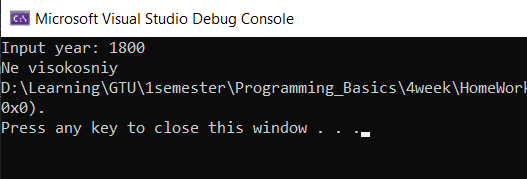 Microsoft Visual Studio Debug Console
Input year: 1800
Ne visokosniy
D:\Learning\GTU\1semester\Programming_Basics\4week\HomeWork
0x0).
Press any key to close this window . . .